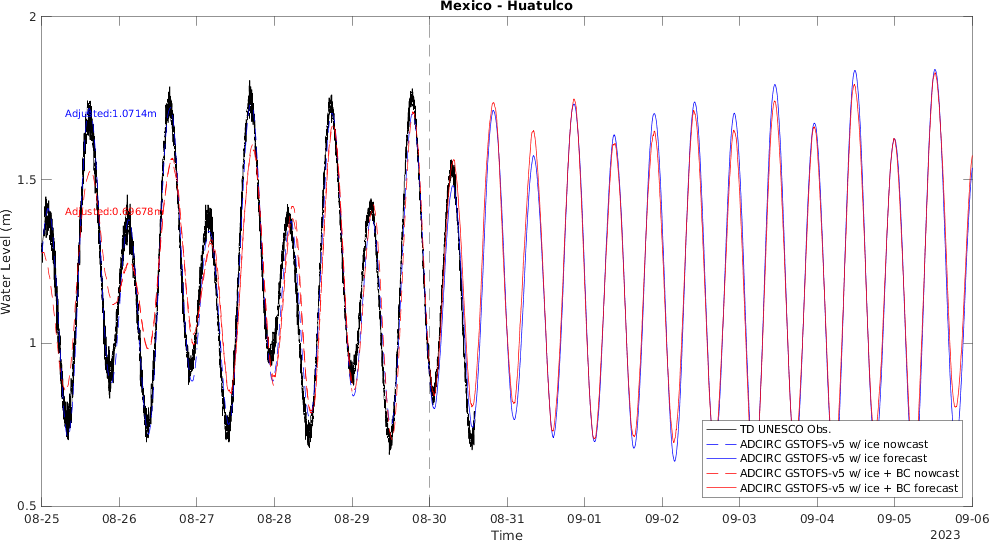 Mexico - Huatulco
2
1.5
1
0.5
Water Level (m)
Adjusted:1.0714m
Adjusted:0.69678m
TD UNESCO Obs.
ADCIRC GSTOFS-v5 w/ ice nowcast
ADCIRC GSTOFS-v5 w/ ice forecast
ADCIRC GSTOFS-v5 w/ ice + BC nowcast
ADCIRC GSTOFS-v5 w/ ice + BC forecast
08-25 08-26 08-27 08-28 08-29 08-30 08-31 09-01 09-02 09-03 09-04 09-05 09-06
Time
2023